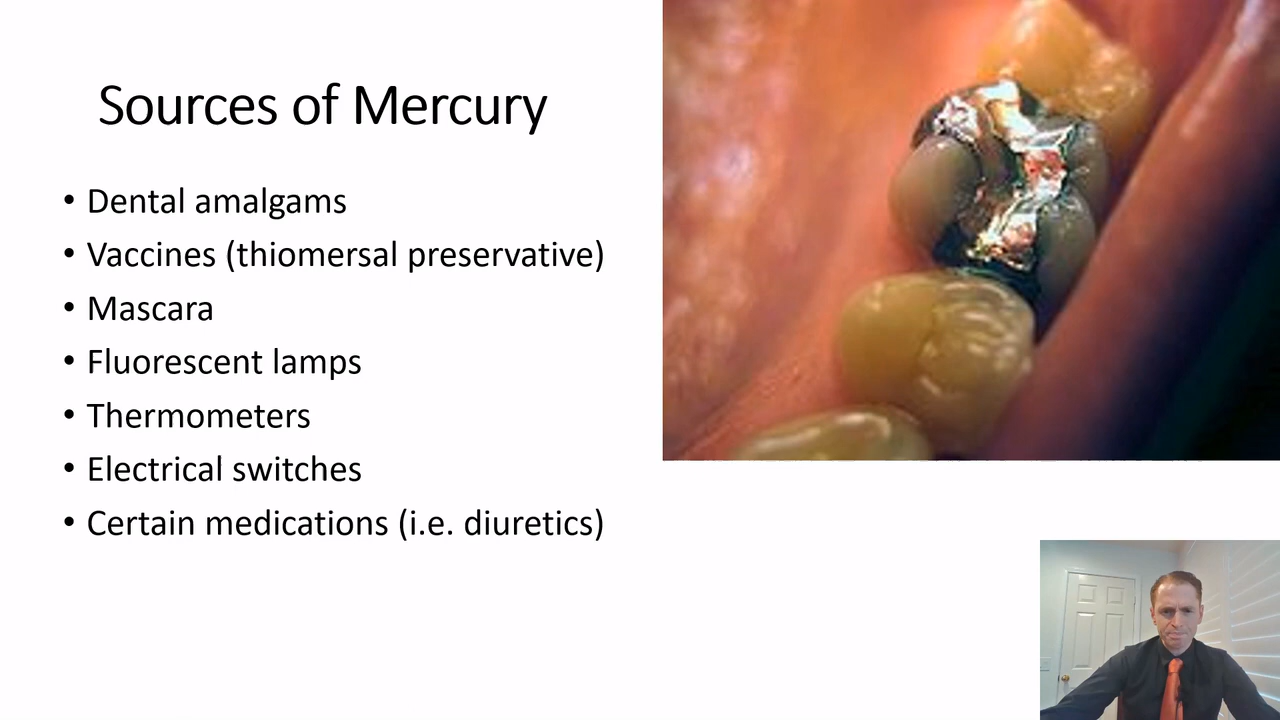 Sources of Mercury
• Dental amalgams
• Vaccines (thiomersal preservative)
• Mascara
• Fluorescent lamps
• Thermometers
• Electrical switches
• Certain medications (i.e. diuretics)